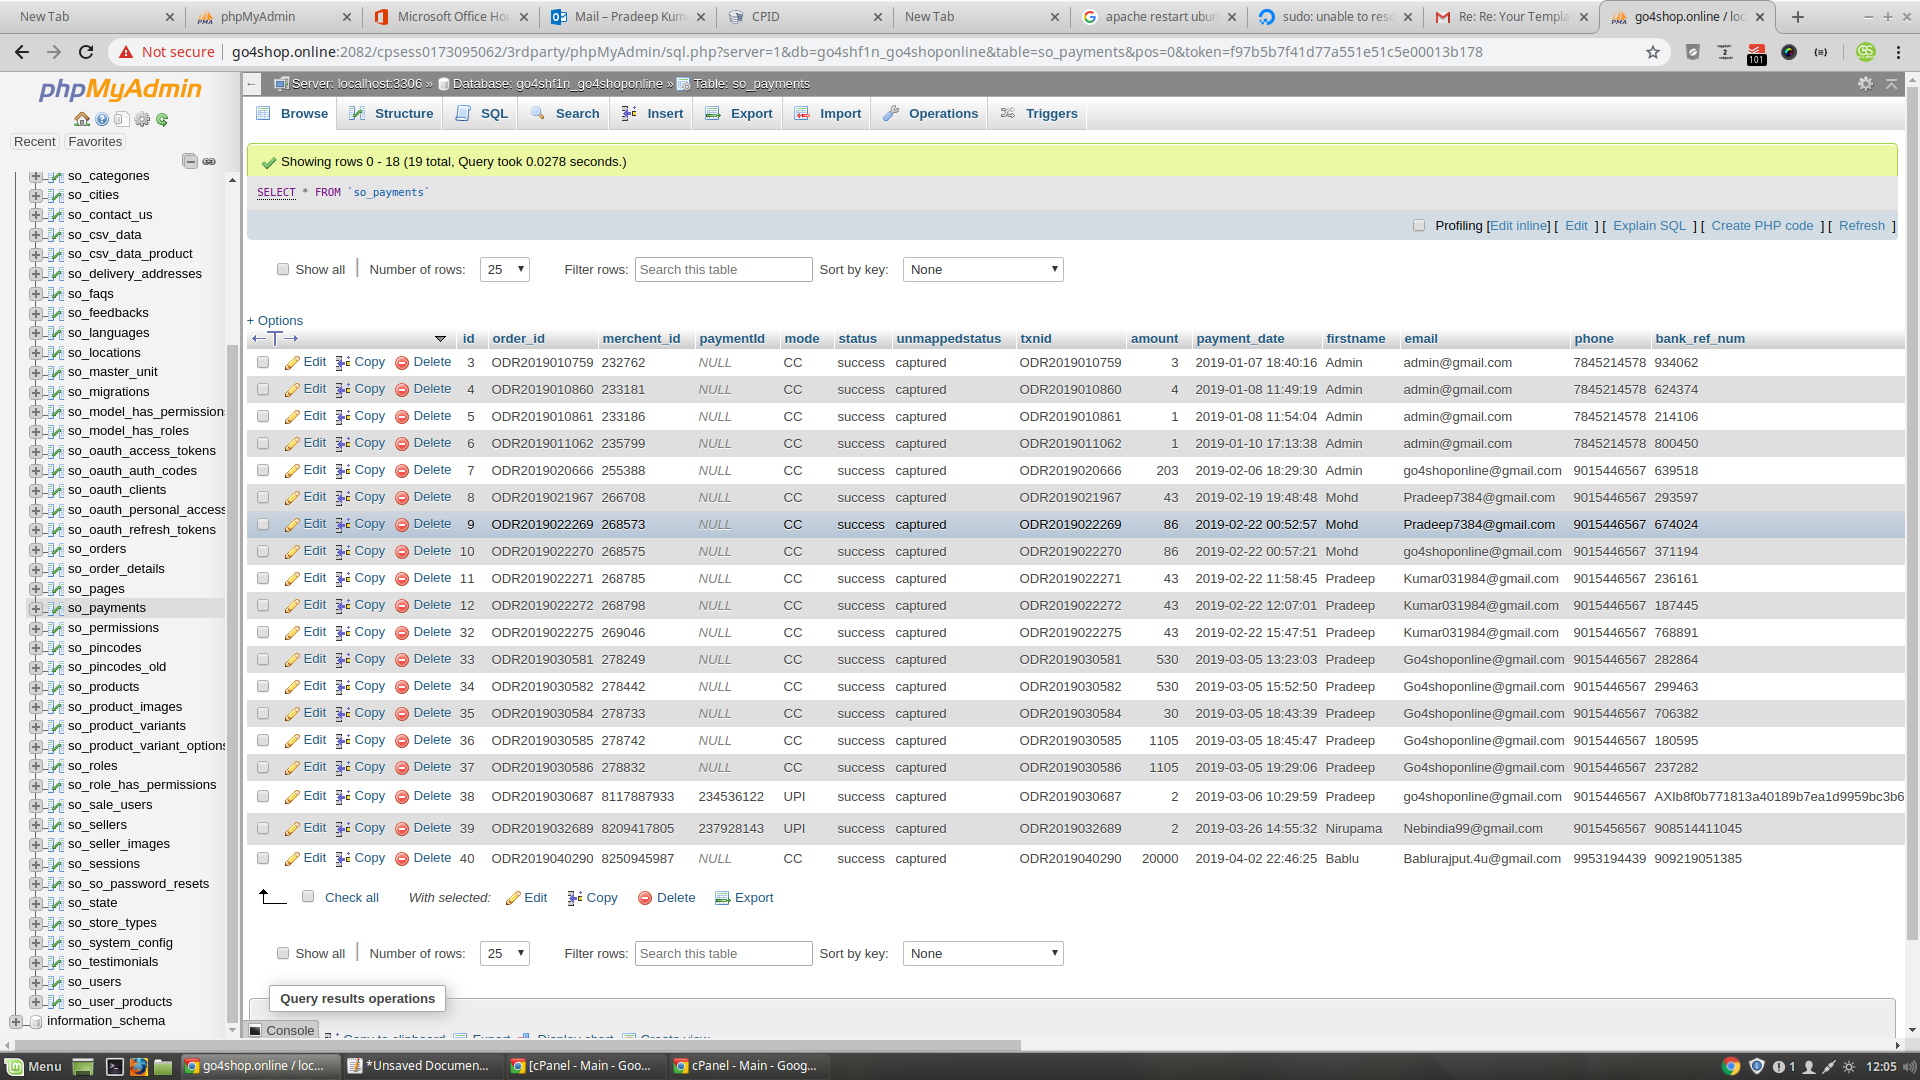 New Tab
phpMyAdmin
Microsoft Office Ho
Mail – Pradeep Kum
CPID
New Tab
apache restart ubun
sudo: unable to reso
Re: Re: Your Templa
go4shop.online / loc
Not secure
go4shop.online:2082/cpsess0173095062/3rdparty/phpMyAdmin/sql.php?server=1&db=go4shf1n_go4shoponline&table=so_payments&pos=0&token=f97b5b7f41d77a551e51c5e00013b178
101
phpMyAdmin
Recent Favorites
so_categories
so_cities
so_contact_us
so_csv_data
so_csv_data_product
so_delivery_addresses
so_faqs
so_feedbacks
so_languages
so_locations
so_master_unit
so_migrations
so_model_has_permission
so_model_has_roles
so_oauth_access_tokens
so_oauth_auth_codes
so_oauth_clients
so_oauth_personal_access
so_oauth_refresh_tokens
so_orders
so_order_details
so_pages
so_payments
so_permissions
so_pincodes
so_pincodes_old
so_products
so_product_images
so_product_variants
so_product_variant_options
so_roles
so_role_has_permissions
so_sale_users
so_sellers
so_seller_images
so_sessions
so_so_password_resets
so_state
so_store_types
so_system_config
so_testimonials
so_users
so_user_products
information_schema
Server: localhost:3306 » Database: go4shf1n_go4shoponline » Table: so_payments
Browse Structure SQL Search Insert Export Import Operations Triggers
Showing rows 0 - 18 (19 total, Query took 0.0278 seconds.)
SELECT * FROM `so_payments`
Profiling [Edit inline] [ Edit ] [ Explain SQL ] [ Create PHP code ] [ Refresh ]
Show all | Number of rows: 25 Filter rows: Search this table Sort by key: None
+ Options
id order_id merchent_id paymentId mode status unmappedstatus txnid amount payment_date firstname email phone bank_ref_num
Edit Copy Delete 3 ODR2019010759 232762 NULL CC success captured ODR2019010759 3 2019-01-07 18:40:16 Admin admin@gmail.com 7845214578 934062
Edit Copy Delete 4 ODR2019010860 233181 NULL CC success captured ODR2019010860 4 2019-01-08 11:49:19 Admin admin@gmail.com 7845214578 624374
Edit Copy Delete 5 ODR2019010861 233186 NULL CC success captured ODR2019010861 1 2019-01-08 11:54:04 Admin admin@gmail.com 7845214578 214106
Edit Copy Delete 6 ODR2019011062 235799 NULL CC success captured ODR2019011062 1 2019-01-10 17:13:38 Admin admin@gmail.com 7845214578 800450
Edit Copy Delete 7 ODR2019020666 255388 NULL CC success captured ODR2019020666 203 2019-02-06 18:29:30 Admin go4shoponline@gmail.com 9015446567 639518
Edit Copy Delete 8 ODR2019021967 266708 NULL CC success captured ODR2019021967 43 2019-02-19 19:48:48 Mohd Pradeep7384@gmail.com 9015446567 293597
Edit Copy Delete 9 ODR2019022269 268573 NULL CC success captured ODR2019022269 86 2019-02-22 00:52:57 Mohd Pradeep7384@gmail.com 9015446567 674024
Edit Copy Delete 10 ODR2019022270 268575 NULL CC success captured ODR2019022270 86 2019-02-22 00:57:21 Mohd go4shoponline@gmail.com 9015446567 371194
Edit Copy Delete 11 ODR2019022271 268785 NULL CC success captured ODR2019022271 43 2019-02-22 11:58:45 Pradeep Kumar031984@gmail.com 9015446567 236161
Edit Copy Delete 12 ODR2019022272 268798 NULL CC success captured ODR2019022272 43 2019-02-22 12:07:01 Pradeep Kumar031984@gmail.com 9015446567 187445
Edit Copy Delete 32 ODR2019022275 269046 NULL CC success captured ODR2019022275 43 2019-02-22 15:47:51 Pradeep Kumar031984@gmail.com 9015446567 768891
Edit Copy Delete 33 ODR2019030581 278249 NULL CC success captured ODR2019030581 530 2019-03-05 13:23:03 Pradeep Go4shoponline@gmail.com 9015446567 282864
Edit Copy Delete 34 ODR2019030582 278442 NULL CC success captured ODR2019030582 530 2019-03-05 15:52:50 Pradeep Go4shoponline@gmail.com 9015446567 299463
Edit Copy Delete 35 ODR2019030584 278733 NULL CC success captured ODR2019030584 30 2019-03-05 18:43:39 Pradeep Go4shoponline@gmail.com 9015446567 706382
Edit Copy Delete 36 ODR2019030585 278742 NULL CC success captured ODR2019030585 1105 2019-03-05 18:45:47 Pradeep Go4shoponline@gmail.com 9015446567 180595
Edit Copy Delete 37 ODR2019030586 278832 NULL CC success captured ODR2019030586 1105 2019-03-05 19:29:06 Pradeep Go4shoponline@gmail.com 9015446567 237282
Edit Copy Delete 38 ODR2019030687 8117887933 234536122 UPI success captured ODR2019030687 2 2019-03-06 10:29:59 Pradeep go4shoponline@gmail.com 9015446567 AXIb8f0b771813a40189b7ea1d9959bc3b6
Edit Copy Delete 39 ODR2019032689 8209417805 237928143 UPI success captured ODR2019032689 2 2019-03-26 14:55:32 Nirupama Nebindia99@gmail.com 9015456567 908514411045
Edit Copy Delete 40 ODR2019040290 8250945987 NULL CC success captured ODR2019040290 20000 2019-04-02 22:46:25 Bablu Bablurajput.4u@gmail.com 9953194439 909219051385
Check all With selected: Edit Copy Delete Export
Show all | Number of rows: 25 Filter rows: Search this table Sort by key: None
Query results operations
Console
Menu
go4shop.online / loc...
*Unsaved Documen...
[cPanel - Main - Goo...
cPanel - Main - Goog...
1
12:05